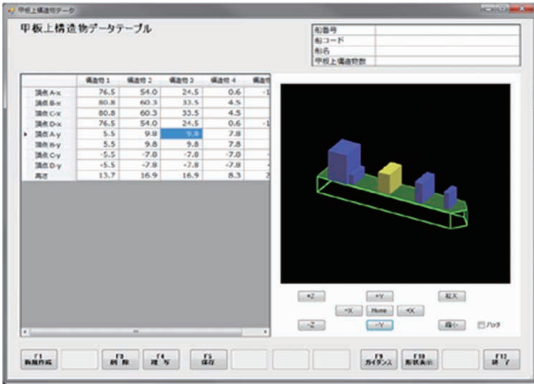 甲板上構造物データ
甲板上構造物データテーブル
船番号
船コード
船名
甲板上構造物数
構造物 1 構造物 2 構造物 3 構造物 4 構造物
頂点A-x 76.5 54.0 24.5 0.6 -1
頂点B-x 80.8 60.3 33.5 4.5
頂点C-x 80.8 60.3 33.5 4.5
頂点D-x 76.5 54.0 24.5 0.6 -1
頂点A-y 5.5 9.8 9.8 7.8
頂点B-y 5.5 9.8 9.8 7.8
頂点C-y -5.5 -7.8 -7.8 -7.8
頂点D-y -5.5 -7.8 -7.8 -7.8
高さ 13.7 16.9 16.9 8.3 2
+Z +Y 拡大
-X Home +X
-Z -Y 縮小 ハッチ
F1 F3 F4 F5 F9 F10 F12
新規作成 削 除 複 写 保存 ガイダンス 形状表示 終 了